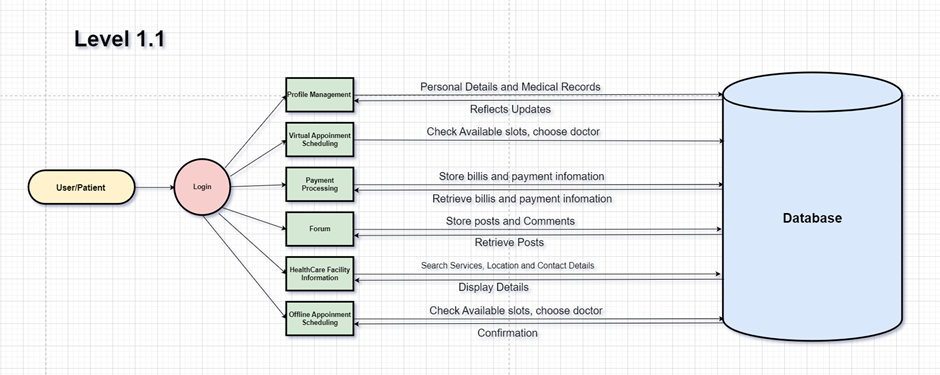 Level 1.1
Profile Management
Personal Details and Medical Records
Reflects Updates
Virtual Appoinment
Scheduling
Check Available slots, choose doctor
User/Patient
Login
Payment
Processing
Store billis and payment infomation
Retrieve billis and payment infomation
Database
Forum
Store posts and Comments
Retrieve Posts
HealthCare Facility
Information
Search Services, Location and Contact Details
Display Details
Offline Appoinment
Scheduling
Check Available slots, choose doctor
Confirmation